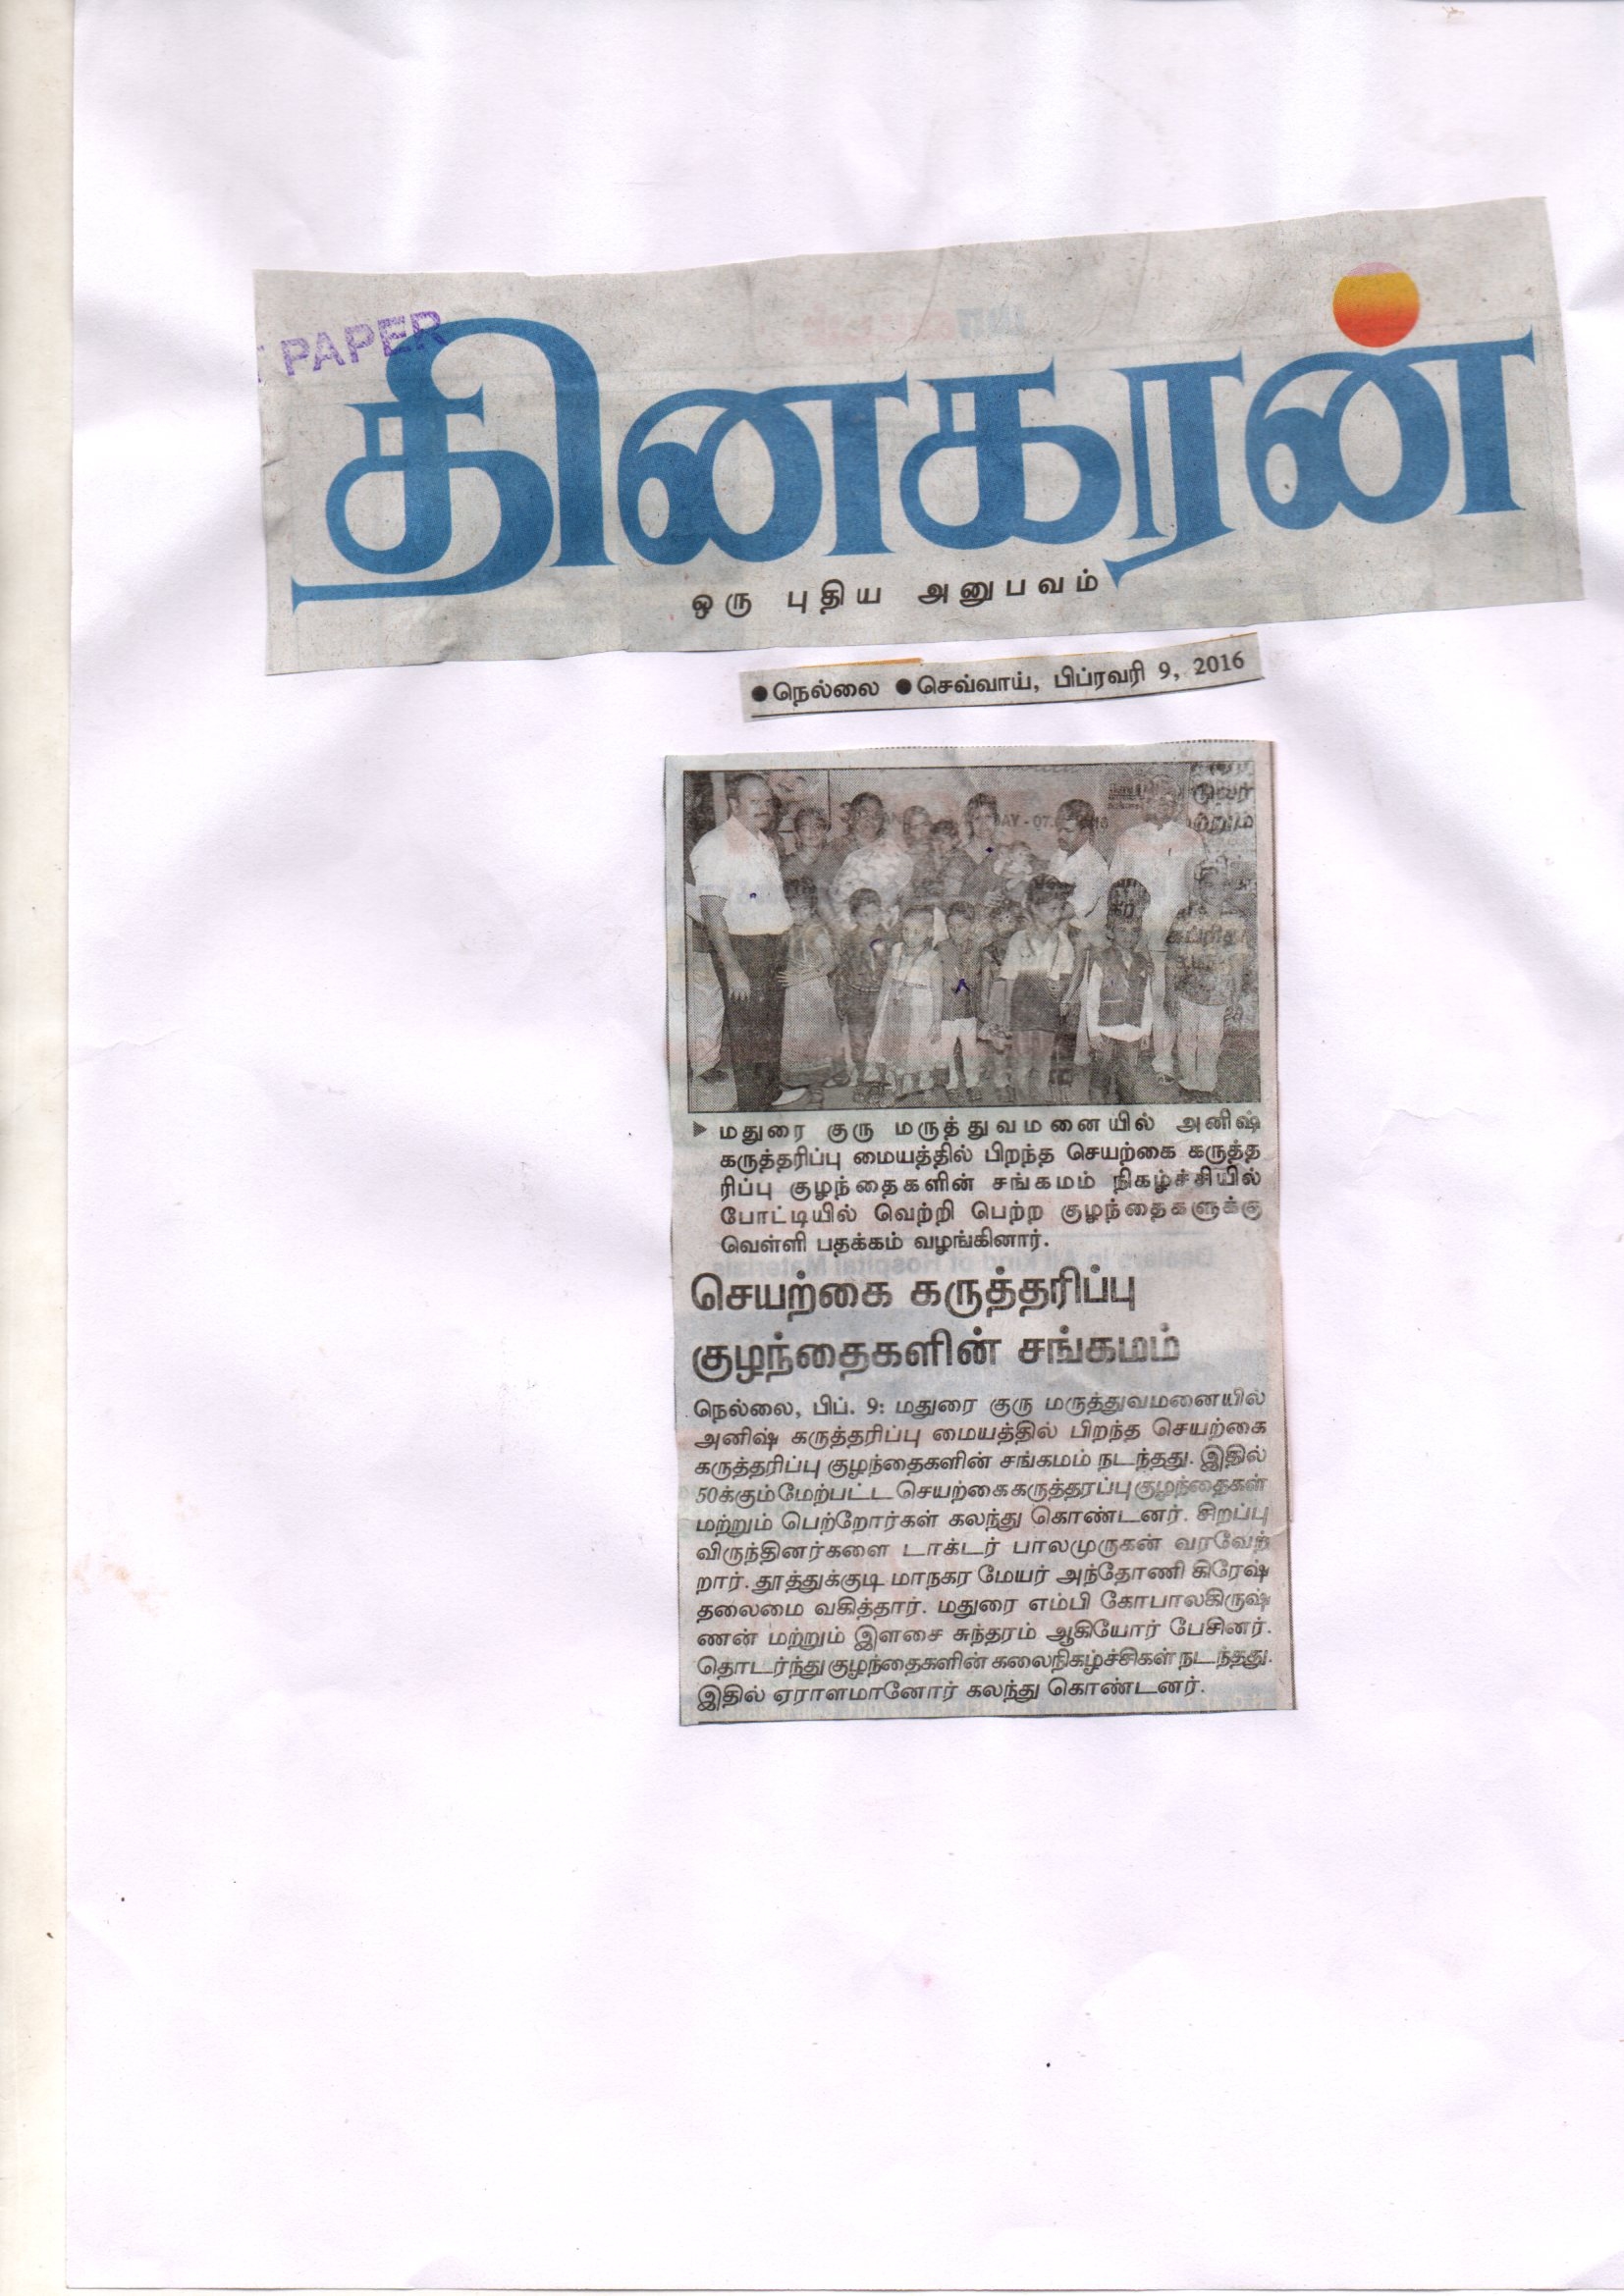 PAPER
தினகரன்
ஒரு புதிய அனுபவம்
●நெல்லை ●செவ்வாய், பிப்ரவரி 9, 2016
மதுரை குரு மருத்துவமனையில் அனிஷ்
கருத்தரிப்பு மையத்தில் பிறந்த செயற்கை கருத்த
ரிப்பு குழந்தைகளின் சங்கமம் நிகழ்ச்சியில்
போட்டியில் வெற்றி பெற்ற குழந்தைகளுக்கு
வெள்ளி பதக்கம் வழங்கினார்.
செயற்கை கருத்தரிப்பு
குழந்தைகளின் சங்கமம்
நெல்லை, பிப். 9: மதுரை குரு மருத்துவமனையில்
அனிஷ் கருத்தரிப்பு மையத்தில் பிறந்த செயற்கை
கருத்தரிப்பு குழந்தைகளின் சங்கமம் நடந்தது. இதில்
50க்கும்மேற்பட்ட செயற்கைகருத்தரப்பு குழந்தைகள்
மற்றும் பெற்றோர்கள் கலந்து கொண்டனர். சிறப்பு
விருந்தினர்களை டாக்டர் பாலமுருகன் வரவேற்
றார். தூத்துக்குடி மாநகர மேயர் அந்தோணி கிரேஷ்
தலைமை வகித்தார். மதுரை எம்பி கோபாலகிருஷ்
ணன் மற்றும் இளசை சுந்தரம் ஆகியோர் பேசினர்.
தொடர்ந்து குழந்தைகளின் கலைநிகழ்ச்சிகள் நடந்தது.
இதில் ஏராளமானோர் கலந்து கொண்டனர்.